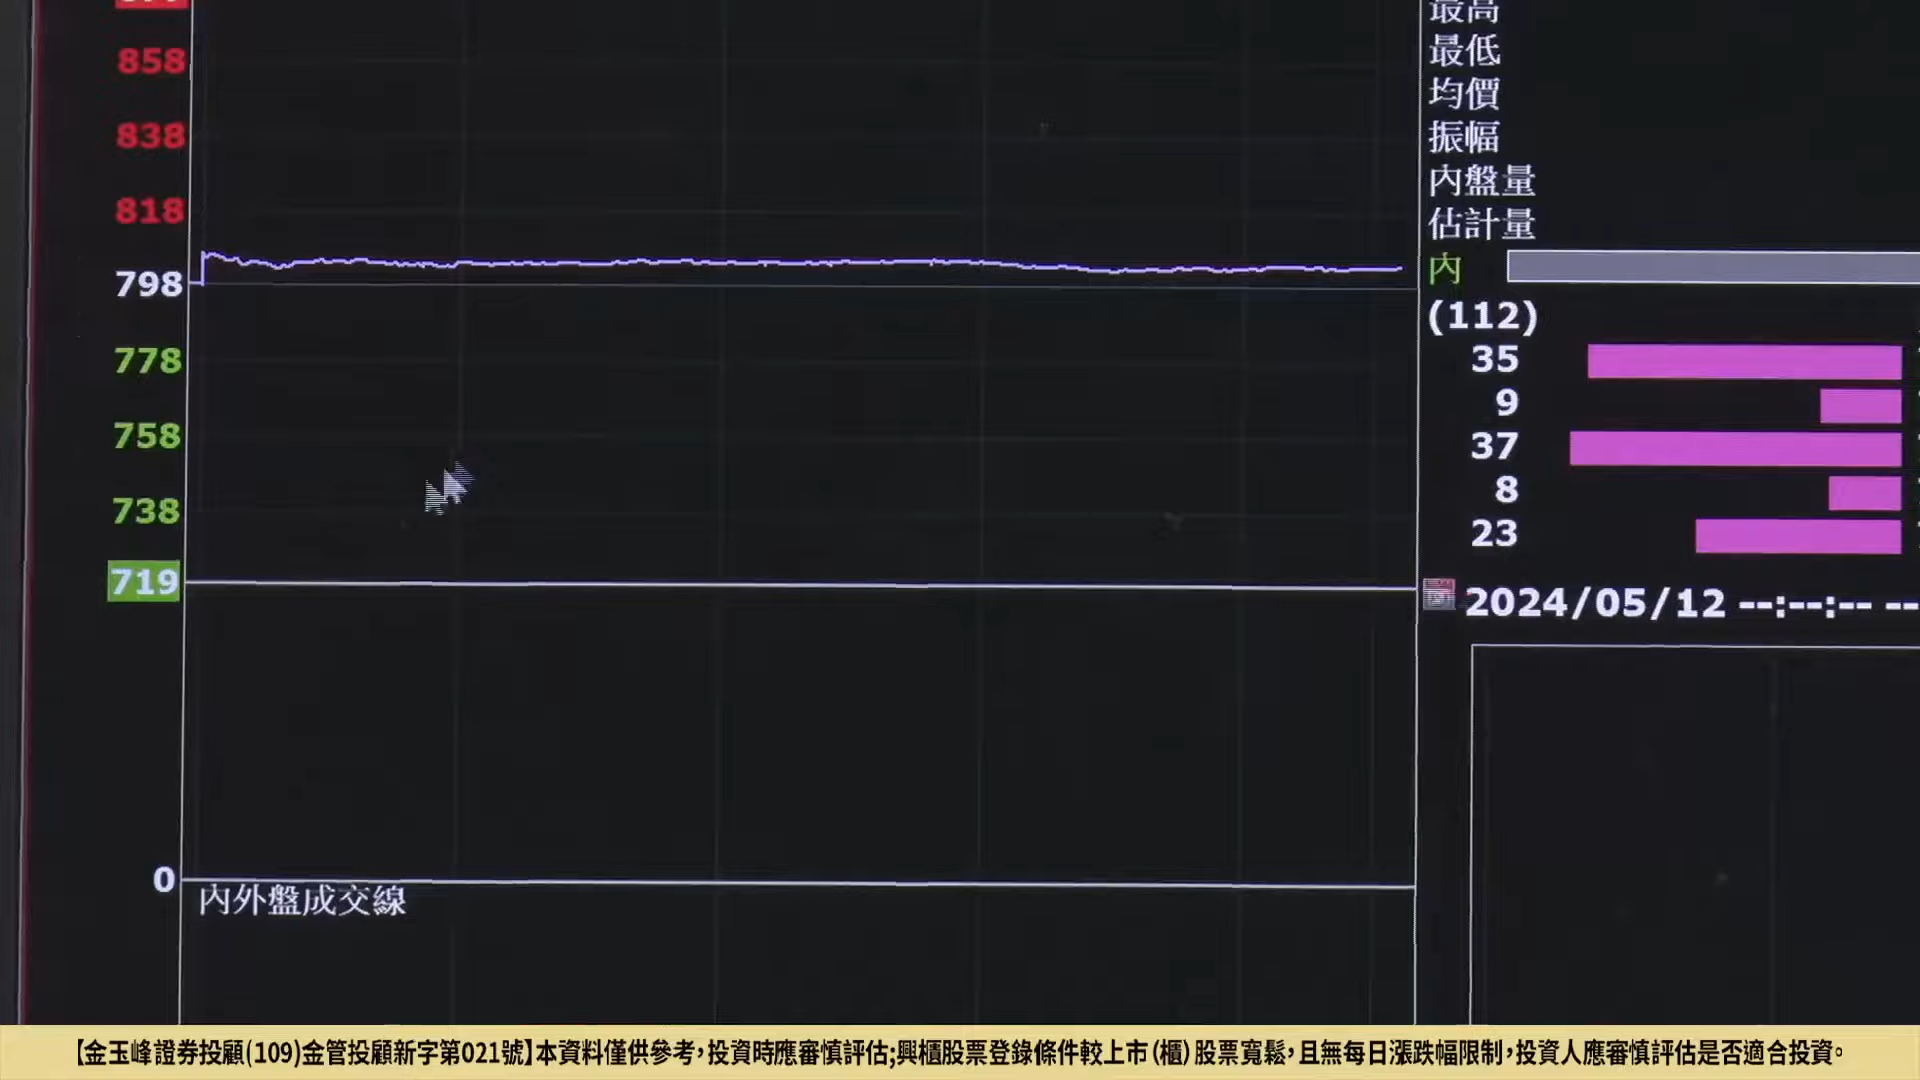 858
838
818
798
778
758
738
719
0
內外盤成交線
最高
最低
均價
振幅
內盤量
估計量
內
(112)
35
9
37
8
23
2024/05/12 --:--:-- --
【金玉峰證券投顧(109)金管投顧新字第021號】本資料僅供參考，投資時應審慎評估;興櫃股票登錄條件較上市(櫃)股票寬鬆，且無每日漲跌幅限制，投資人應審慎評估是否適合投資。